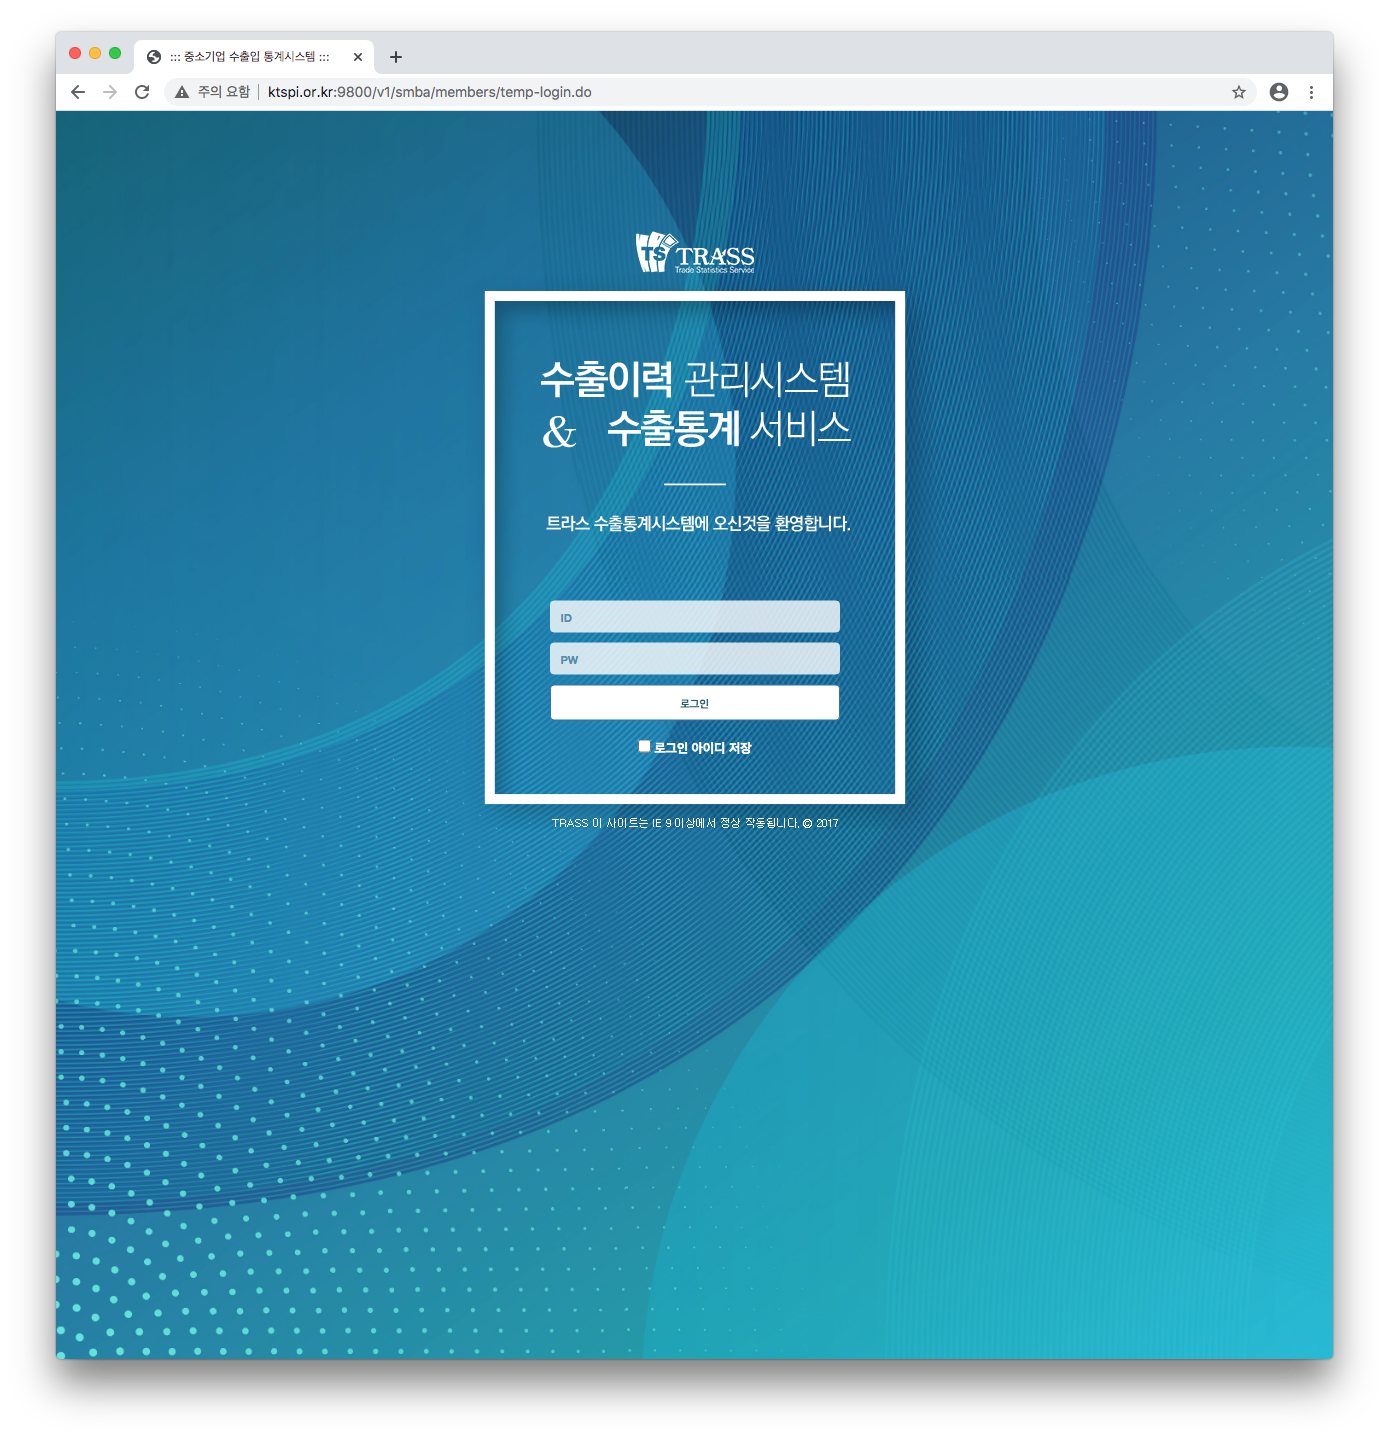 ::: 중소기업 수출입 통계시스템 :::
주의 요함 ktspi.or.kr:9800/v1/smba/members/temp-login.do
TS TRASS
Trade Statistics Service
수출이력 관리시스템
& 수출통계 서비스
트라스 수출통계시스템에 오신것을 환영합니다.
ID
PW
로그인
로그인 아이디 저장
TRASS 이 사이트는 IE 9 이상에서 정상 작동됩니다. © 2017